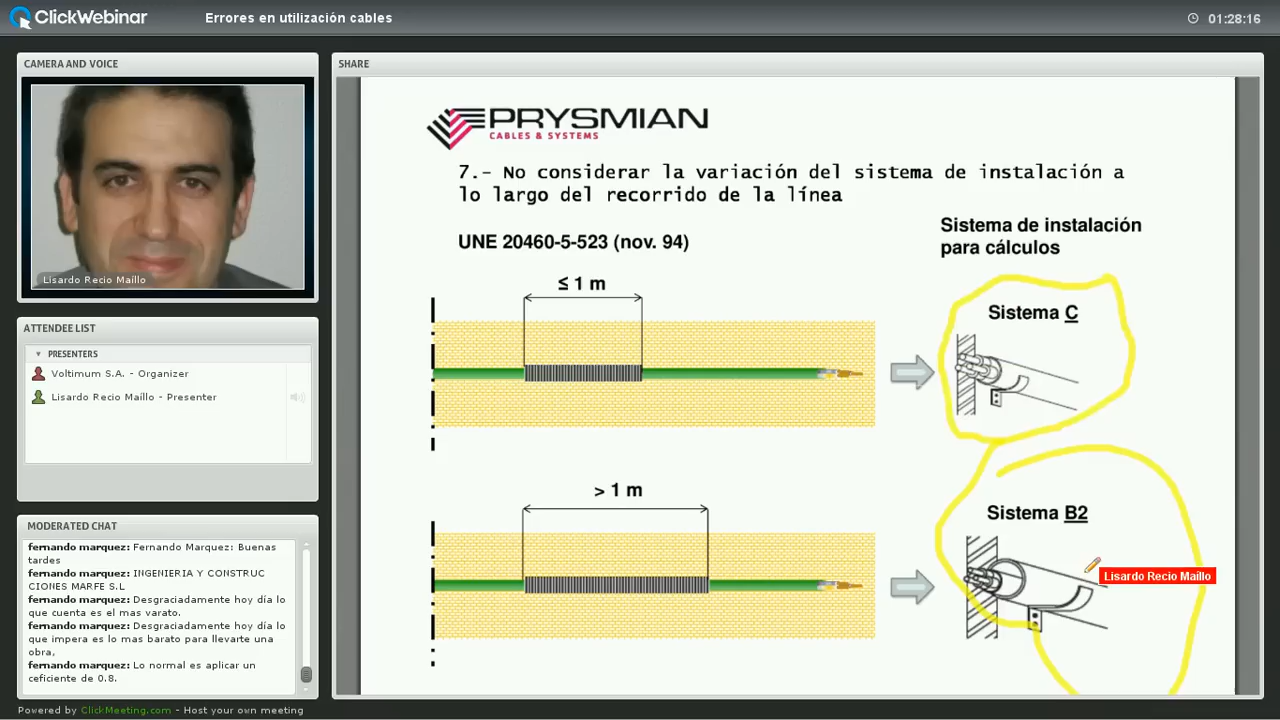 ClickWebinar
Errores en utilización cables
01:28:16
CAMERA AND VOICE
Lisardo Recio Maíllo
ATTENDEE LIST
PRESENTERS
Voltimum S.A. - Organizer
Lisardo Recio Maíllo - Presenter
MODERATED CHAT
fernando marquez: Fernando Marquez: Buenas
tardes
fernando marquez: INGENIERIA Y CONSTRUC
CIONES MARFE S.L
fernando marquez: Desgraciadamente hoy día lo
que cuenta es el mas varato.
fernando marquez: Desgraciadamente hoy día lo
que impera es lo mas barato para llevarte una
obra,
fernando marquez: Lo normal es aplicar un
ceficiente de 0.8.
SHARE
PRYSMIAN
CABLES & SYSTEMS
7.- No considerar la variación del sistema de instalación a
lo largo del recorrido de la línea
UNE 20460-5-523 (nov. 94)
Sistema de instalación
para cálculos
≤ 1 m
Sistema C
> 1 m
Sistema B2
Lisardo Recio Maíllo
Powered by ClickMeeting.com - Host your own meeting